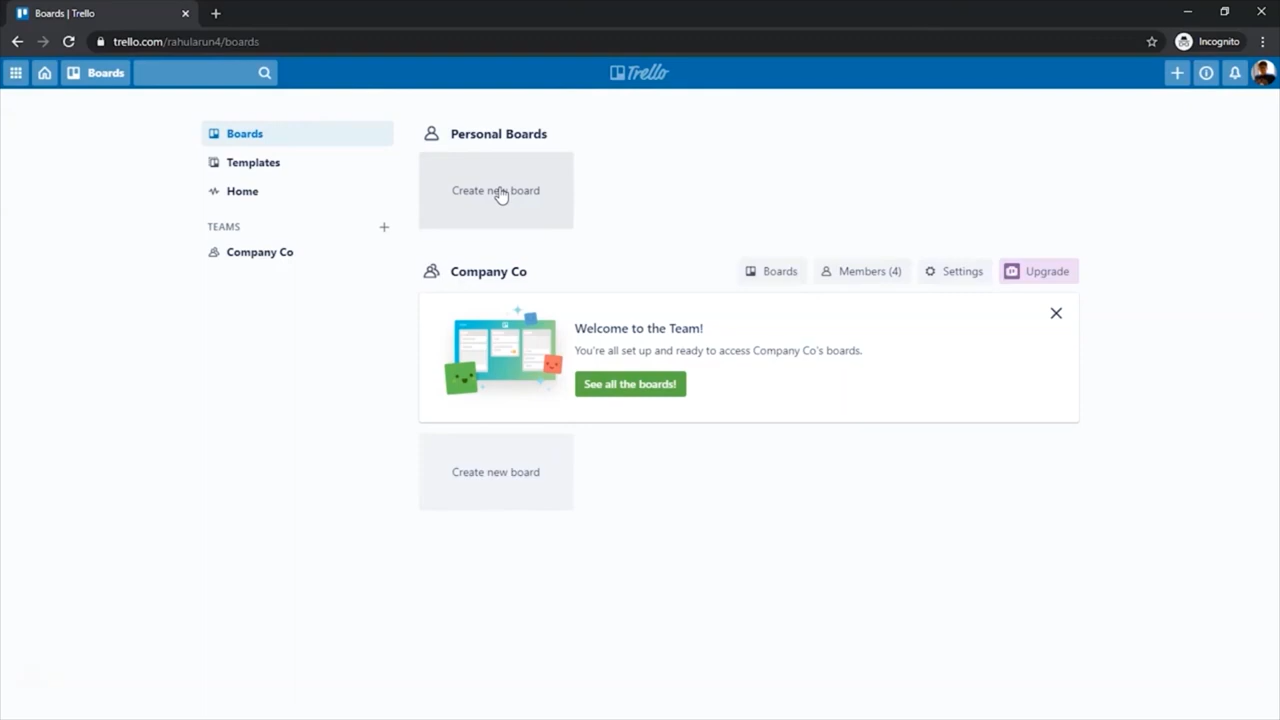 Boards | Trello
trello.com/rahularun4/boards
Incognito
Boards
Trello
Boards
Templates
Home
TEAMS
Company Co
Personal Boards
Create new board
Company Co
Boards
Members (4)
Settings
Upgrade
Welcome to the Team!
You're all set up and ready to access Company Co's boards.
See all the boards!
Create new board